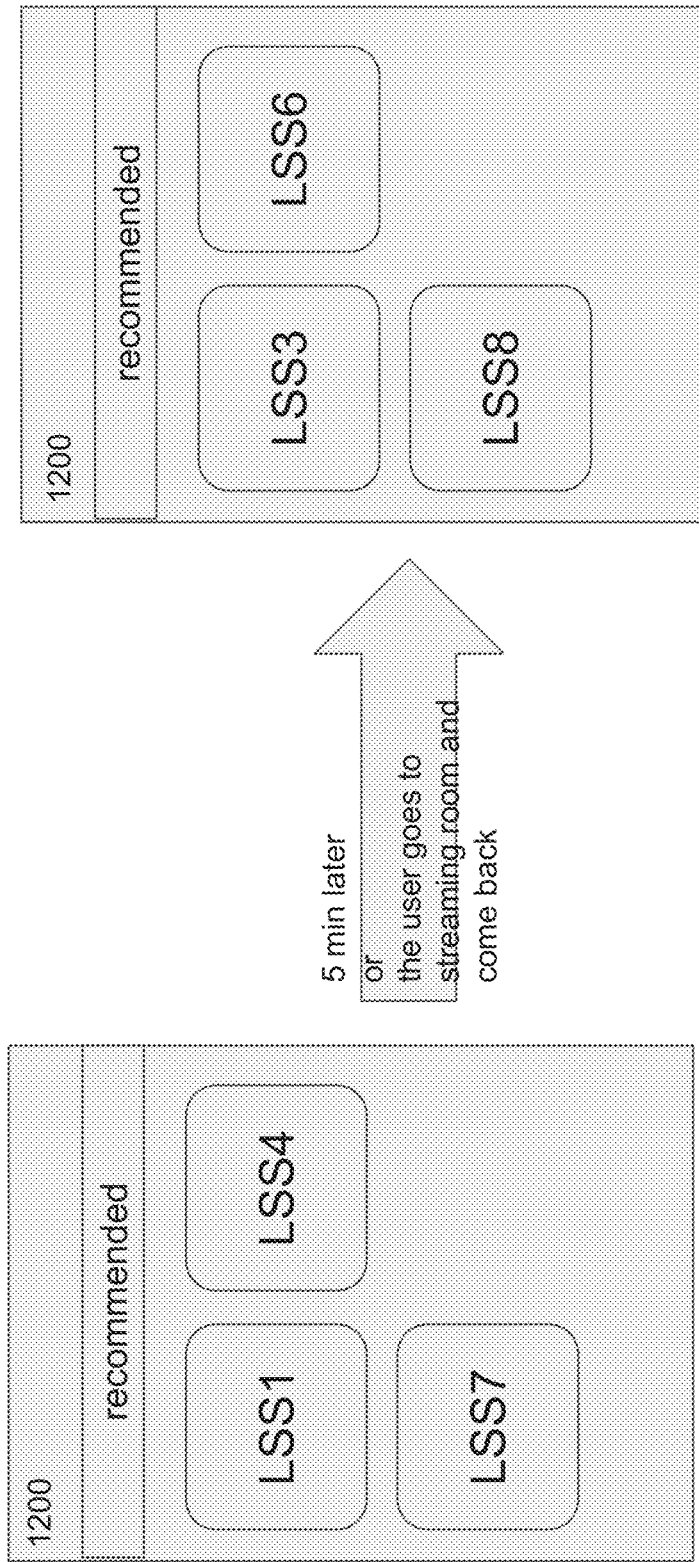 1200
recommended
LSS1 LSS4
LSS7
5 min later
or
the user goes to
streaming room and
come back
1200
recommended
LSS3 LSS6
LSS8